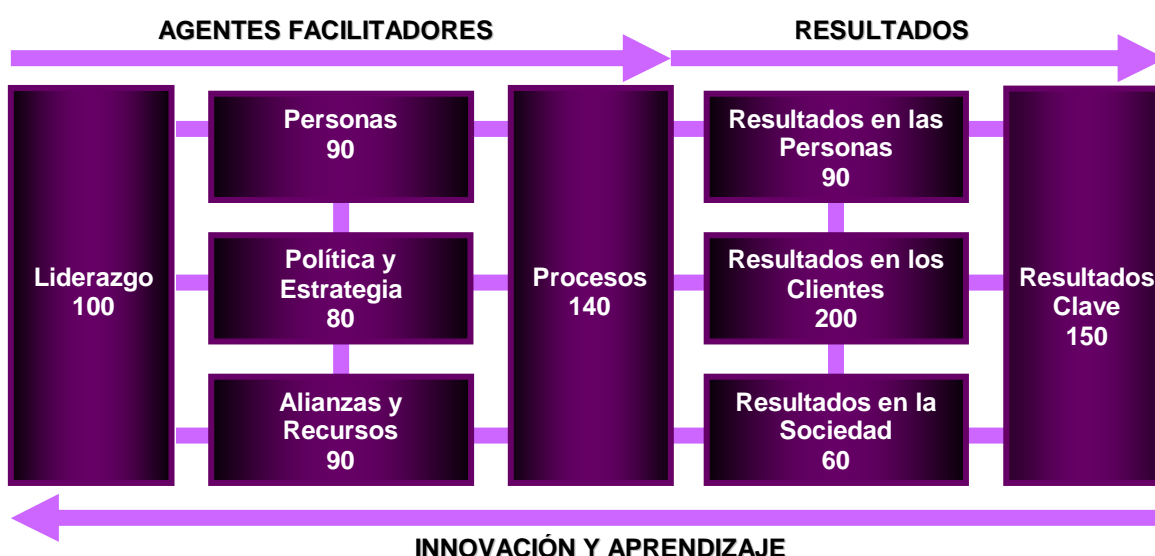 AGENTES FACILITADORES
RESULTADOS
Liderazgo
100
Personas
90
Política y
Estrategia
80
Alianzas y
Recursos
90
Procesos
140
Resultados en las
Personas
90
Resultados en los
Clientes
200
Resultados en la
Sociedad
60
Resultados
Clave
150
INNOVACIÓN Y APRENDIZAJE